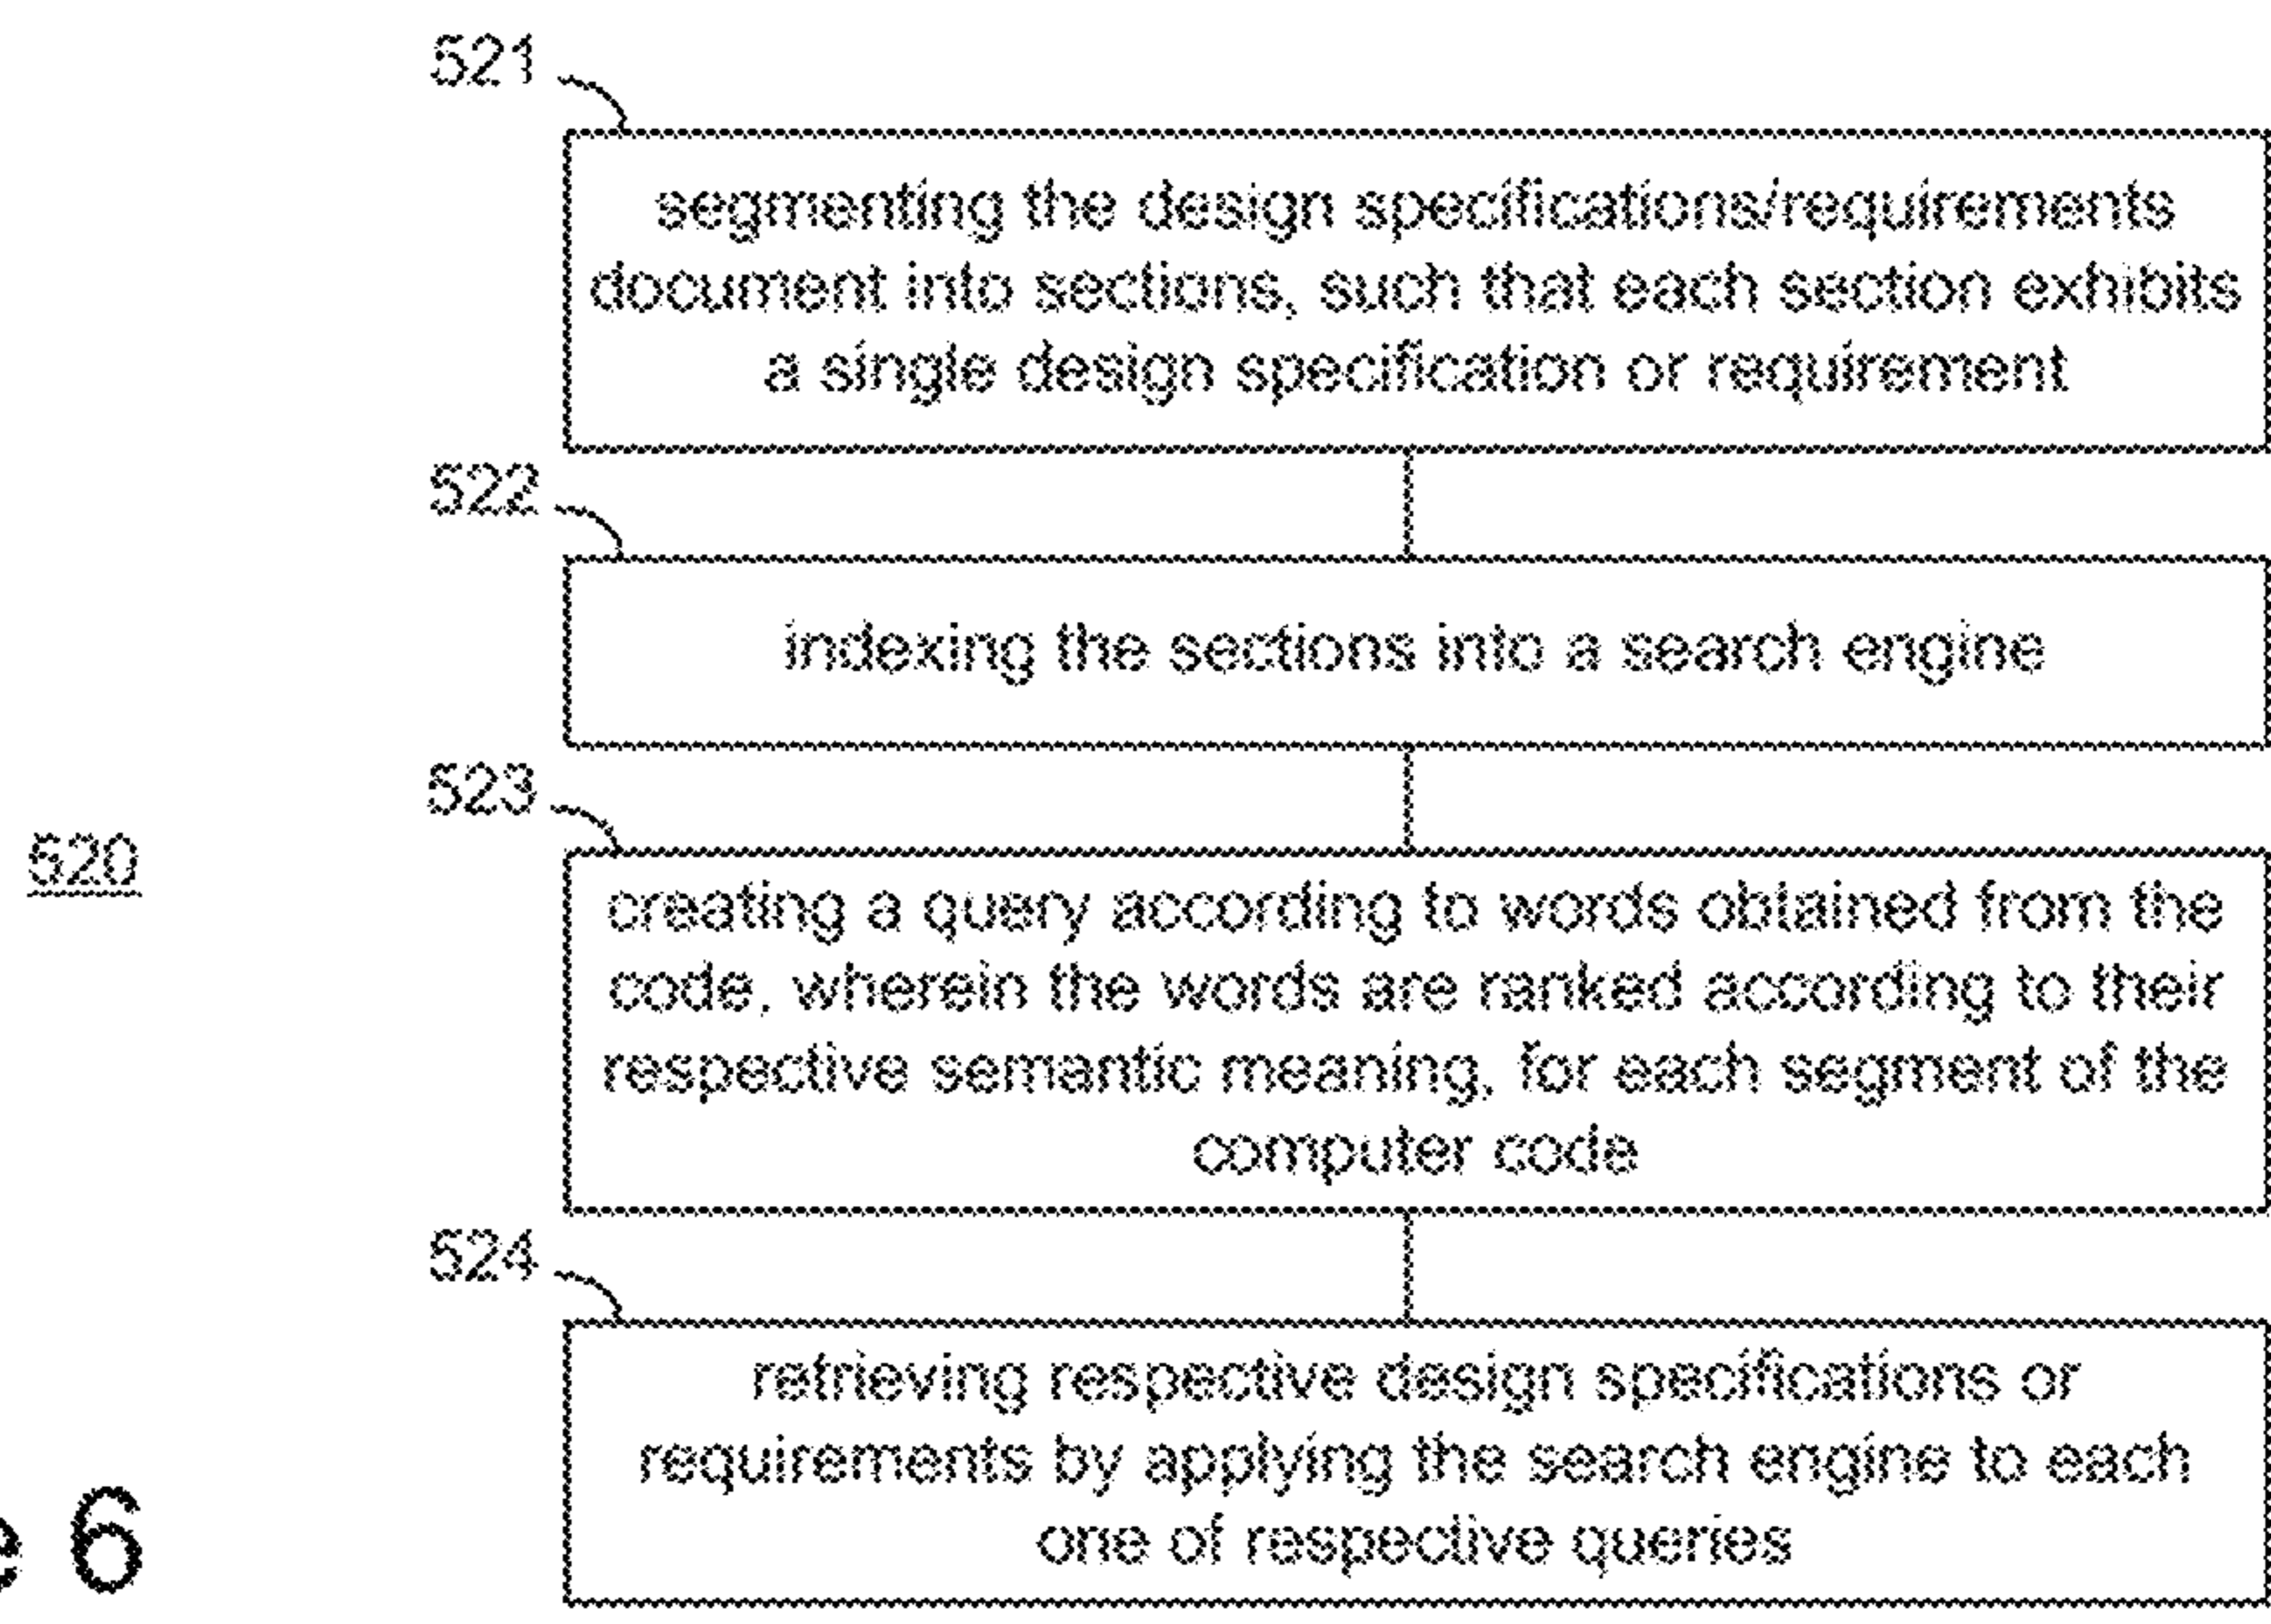 521
segmenting the design specifications/requirements
document into sections, such that each section exhibits
a single design specification or requirement
522
indexing the sections into a search engine
523
520
creating a query according to words obtained from the
code, wherein the words are ranked according to their
respective semantic meaning, for each segment of the
computer code
524
retrieving respective design specifications or
requirements by applying the search engine to each
one of respective queries
e 6